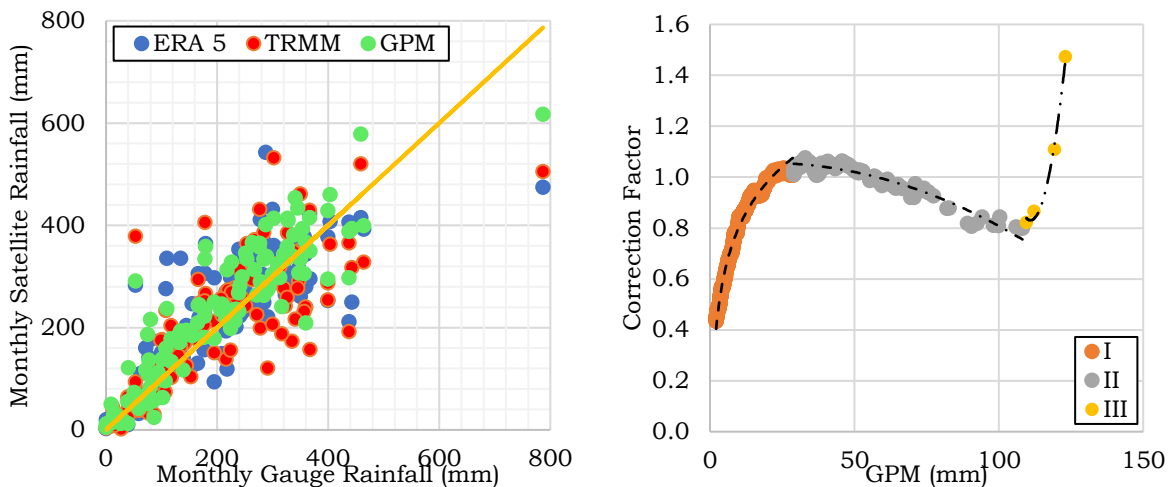 800
600
400
200
0
Monthly Satellite Rainfall (mm)
ERA 5 TRMM GPM
0 200 400 600 800
Monthly Gauge Rainfall (mm)
1.6
1.4
1.2
1.0
0.8
0.6
0.4
0.2
0.0
Correction Factor
I
II
III
0 50 100 150
GPM (mm)